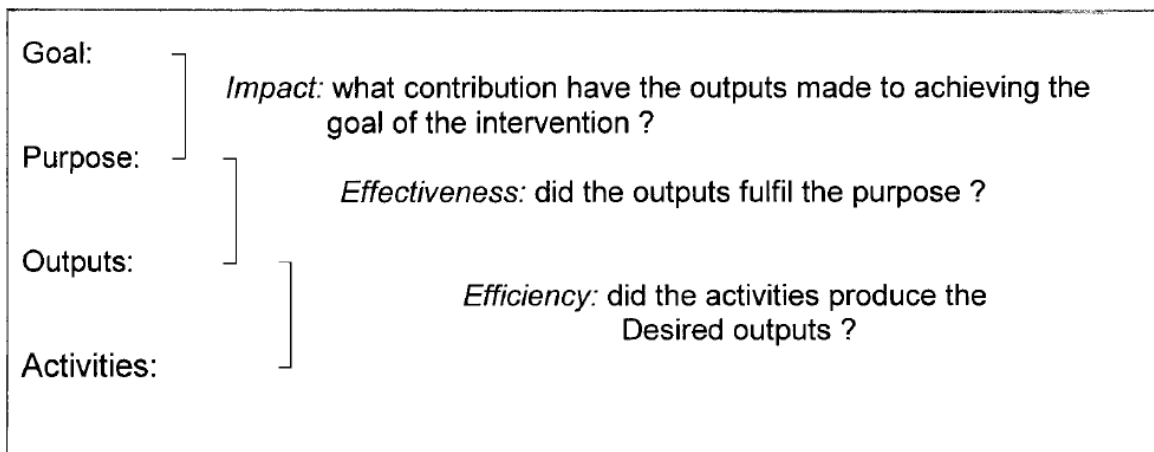 Goal:
Impact: what contribution have the outputs made to achieving the
goal of the intervention ?
Purpose:
Effectiveness: did the outputs fulfil the purpose ?
Outputs:
Efficiency: did the activities produce the
Desired outputs ?
Activities: